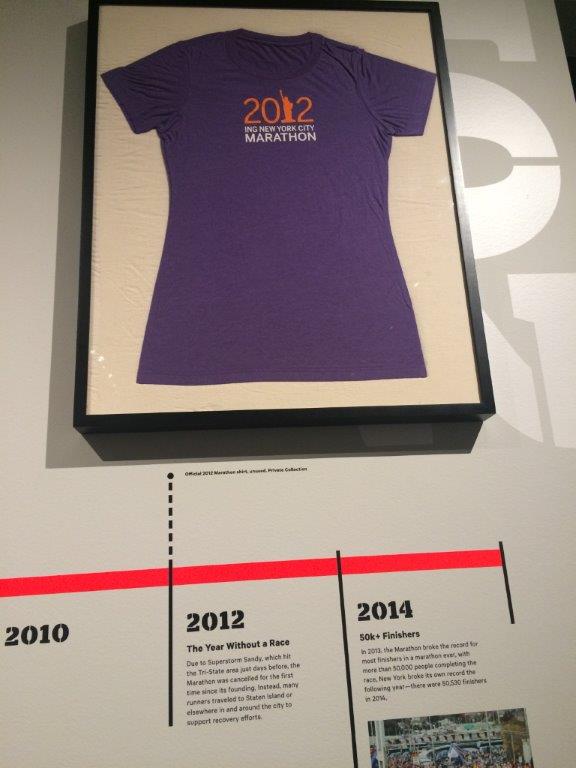 2012
ING NEW YORK CITY
MARATHON
Official 2012 Marathon shirt, unused. Private Collection
2010
2012
The Year Without a Race
Due to Superstorm Sandy, which hit
the Tri-State area just days before, the
Marathon was cancelled for the first
time since its founding. Instead, many
runners traveled to Staten Island or
elsewhere in and around the city to
support recovery efforts.
2014
50k+ Finishers
In 2013, the Marathon broke the record for
most finishers in a marathon ever, with
more than 50,000 people completing the
race. New York broke its own record the
following year—there were 50,530 finishers
in 2014.